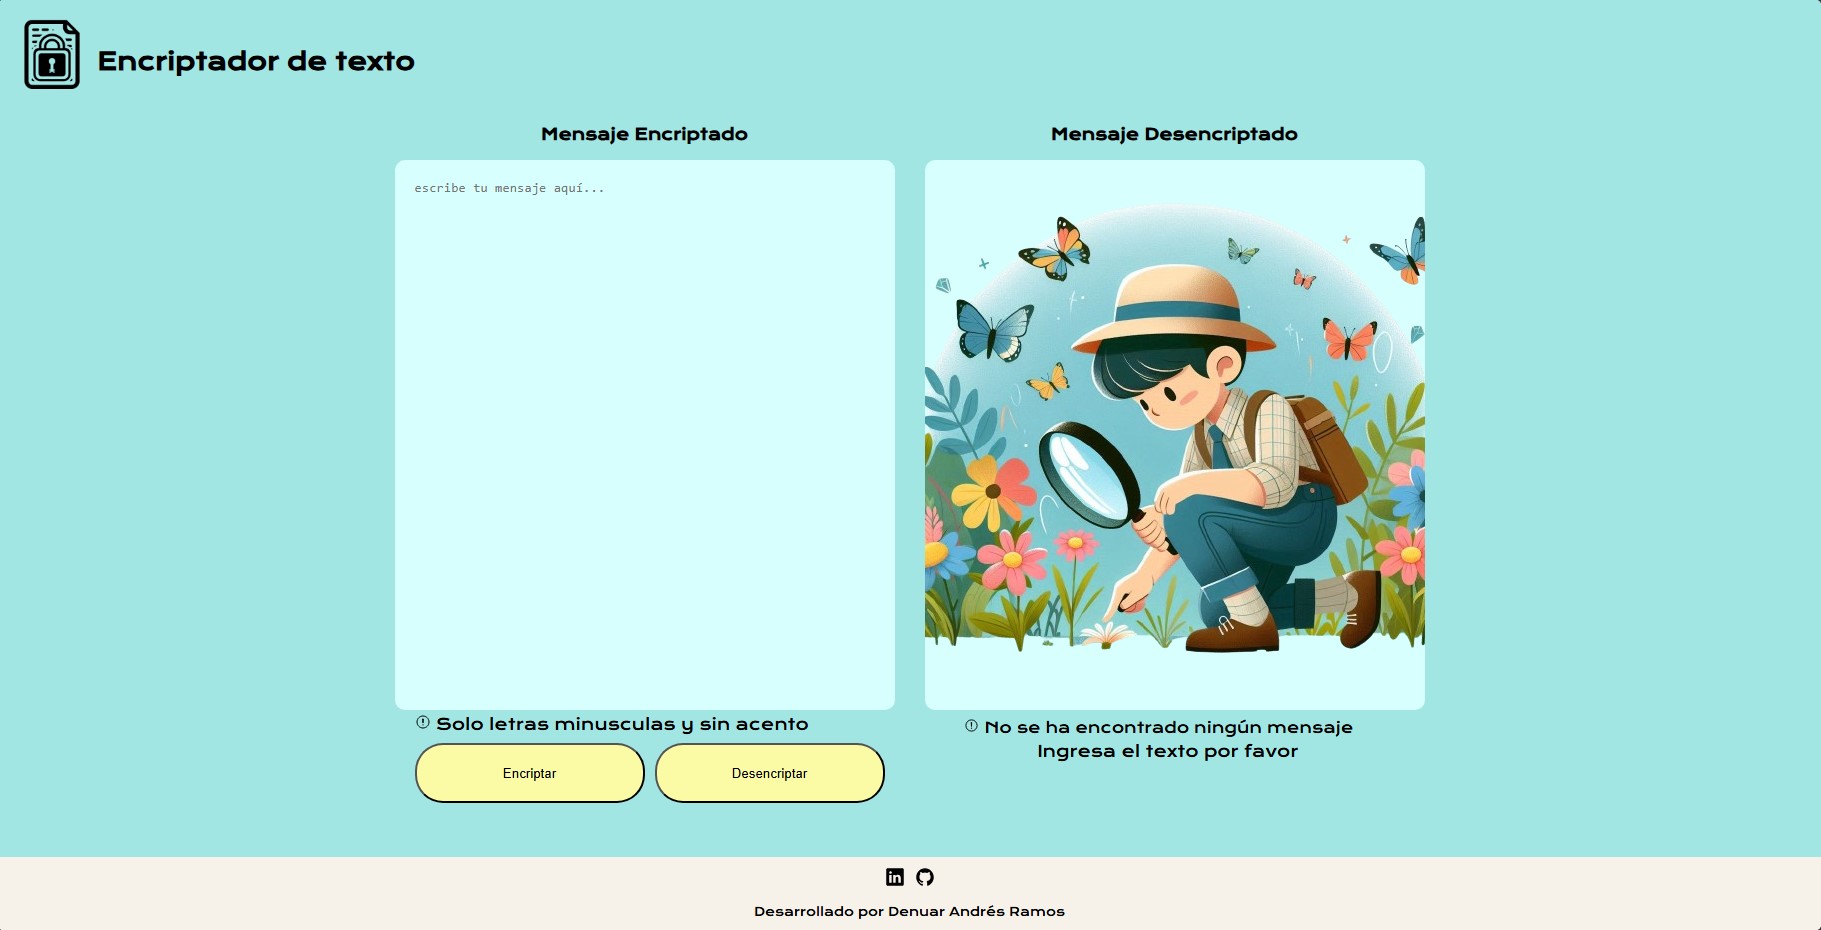 Encriptador de texto
Mensaje Encriptado
escribe tu mensaje aquí...
Solo letras minusculas y sin acento
Encriptar
Desencriptar
Mensaje Desencriptado
No se ha encontrado ningún mensaje
Ingresa el texto por favor
Desarrollado por Denuar Andrés Ramos